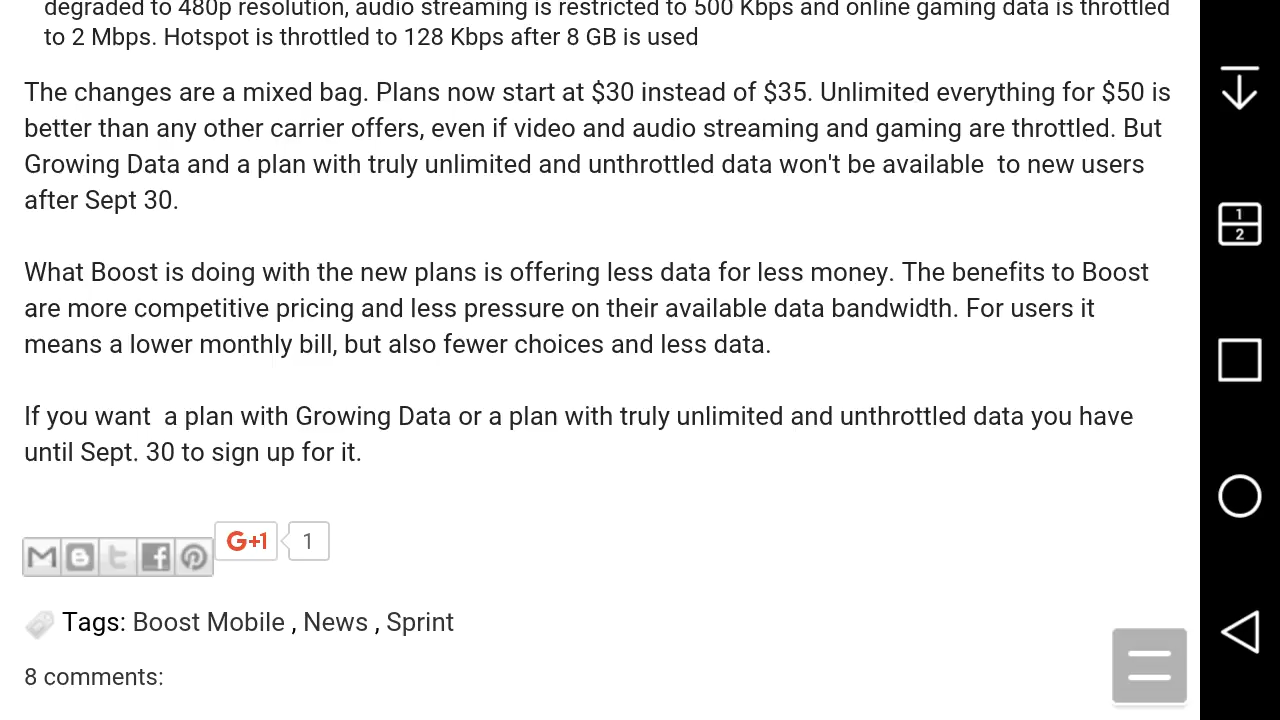 degraded to 480p resolution, audio streaming is restricted to 500 Kbps and online gaming data is throttled
to 2 Mbps. Hotspot is throttled to 128 Kbps after 8 GB is used
The changes are a mixed bag. Plans now start at $30 instead of $35. Unlimited everything for $50 is
better than any other carrier offers, even if video and audio streaming and gaming are throttled. But
Growing Data and a plan with truly unlimited and unthrottled data won't be available  to new users
after Sept 30.
What Boost is doing with the new plans is offering less data for less money. The benefits to Boost
are more competitive pricing and less pressure on their available data bandwidth. For users it
means a lower monthly bill, but also fewer choices and less data.
If you want  a plan with Growing Data or a plan with truly unlimited and unthrottled data you have
until Sept. 30 to sign up for it.
G+1 1
Tags: Boost Mobile , News , Sprint
8 comments:
1
2